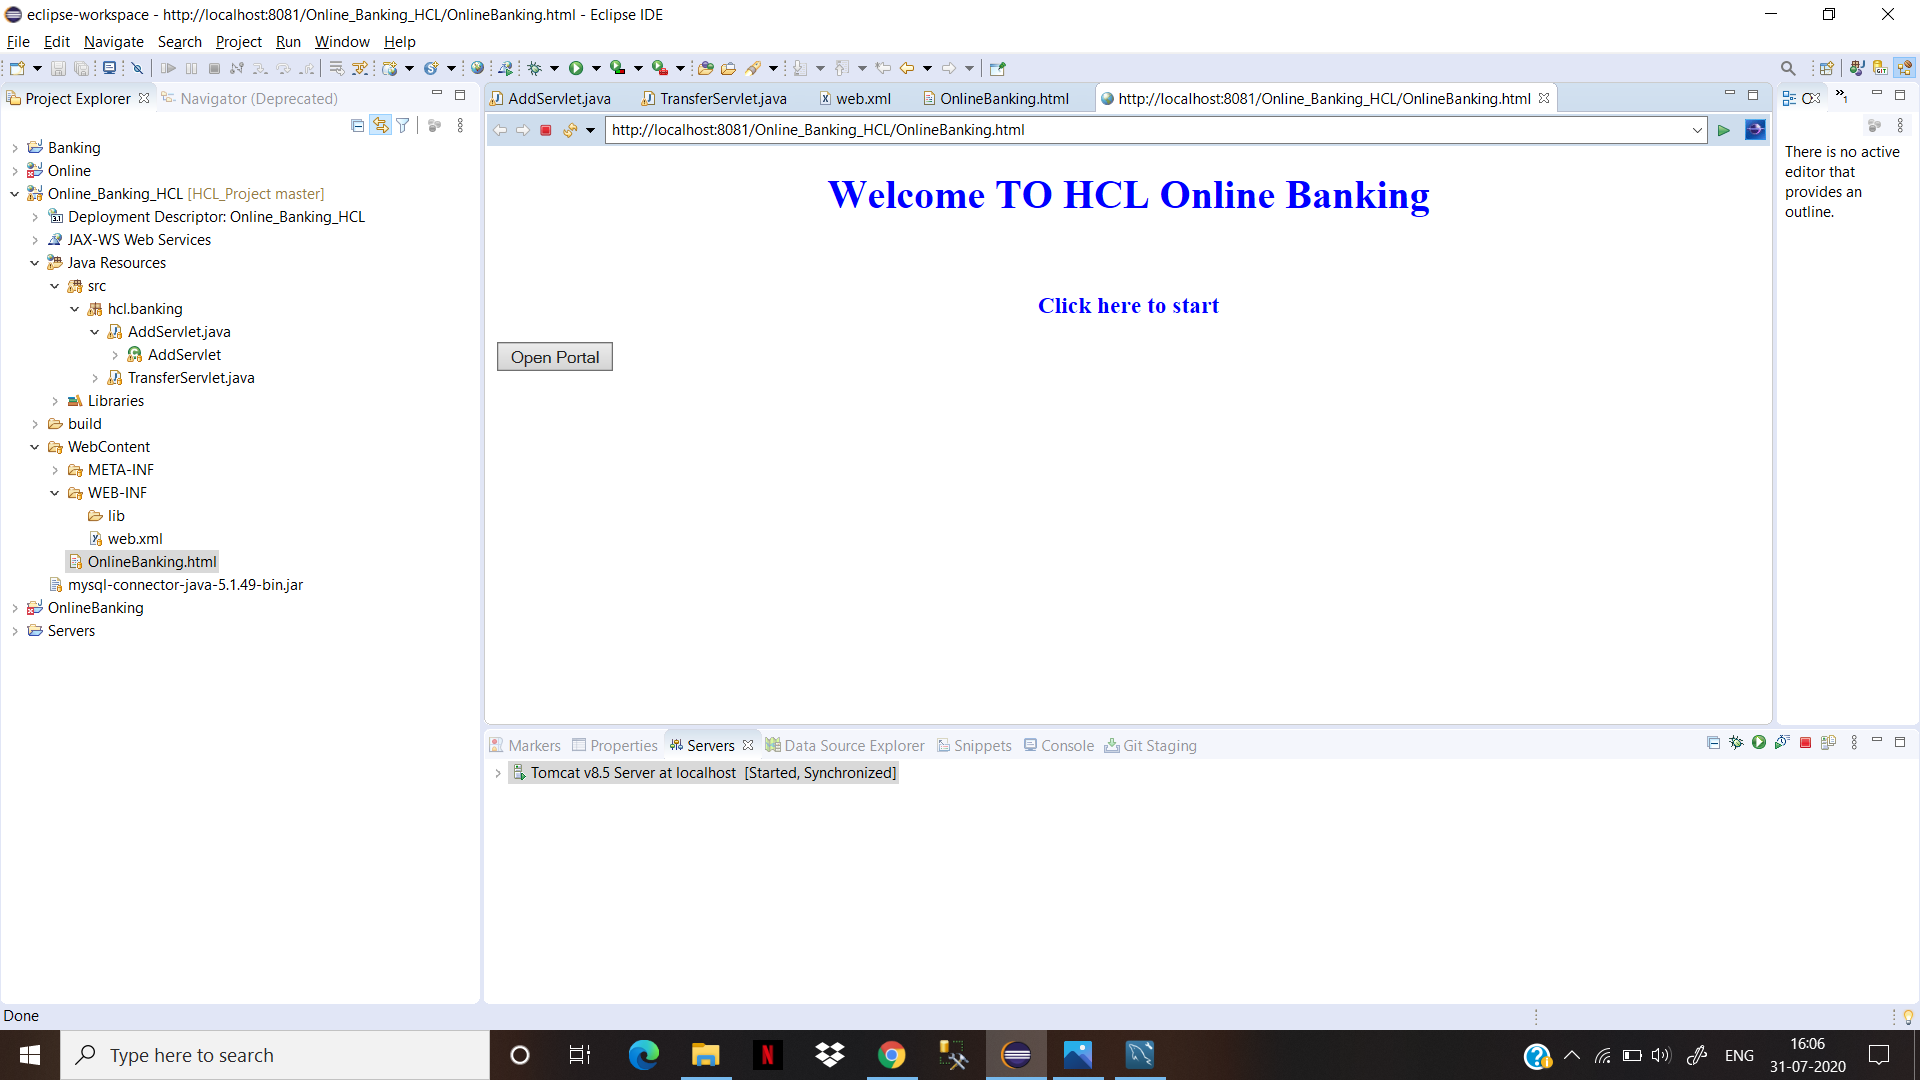 eclipse-workspace - http://localhost:8081/Online_Banking_HCL/OnlineBanking.html - Eclipse IDE
File Edit Navigate Search Project Run Window Help
Project Explorer Navigator (Deprecated)
AddServlet.java TransferServlet.java web.xml OnlineBanking.html http://localhost:8081/Online_Banking_HCL/OnlineBanking.html
http://localhost:8081/Online_Banking_HCL/OnlineBanking.html
Banking
Online
Online_Banking_HCL [HCL_Project master]
Deployment Descriptor: Online_Banking_HCL
JAX-WS Web Services
Java Resources
src
hcl.banking
AddServlet.java
AddServlet
TransferServlet.java
Libraries
build
WebContent
META-INF
WEB-INF
lib
web.xml
OnlineBanking.html
mysql-connector-java-5.1.49-bin.jar
OnlineBanking
Servers
Welcome TO HCL Online Banking
Click here to start
Open Portal
There is no active
editor that
provides an
outline.
Markers Properties Servers Data Source Explorer Snippets Console Git Staging
Tomcat v8.5 Server at localhost [Started, Synchronized]
Done
Type here to search
ENG
16:06
31-07-2020